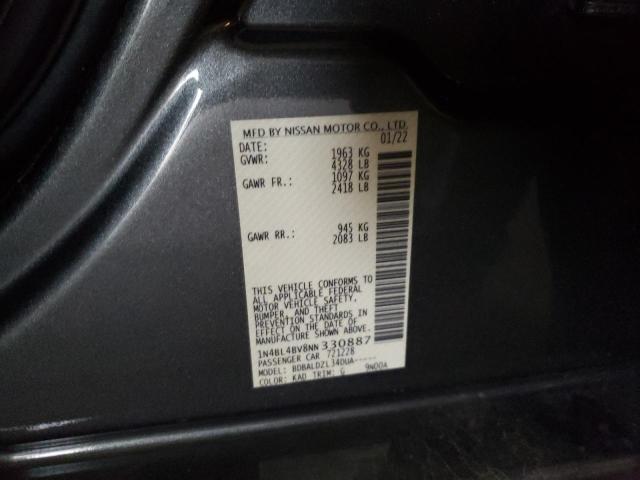 MFD BY NISSAN MOTOR CO., LTD.
DATE: 01/22
GVWR: 1963 KG
4328 LB
GAWR FR.: 1097 KG
2418 LB
GAWR RR.: 945 KG
2083 LB
THIS VEHICLE CONFORMS TO
ALL APPLICABLE FEDERAL
MOTOR VEHICLE SAFETY,
BUMPER, AND THEFT
PREVENTION STANDARDS IN
EFFECT ON THE DATE OF
MANUFACTURE SHOWN ABOVE.
1N4BL4BV8NN330887
PASSENGER CAR 721228
MODEL: BDBALDZL34DUA-----
COLOR: KAD TRIM: G 9N00A